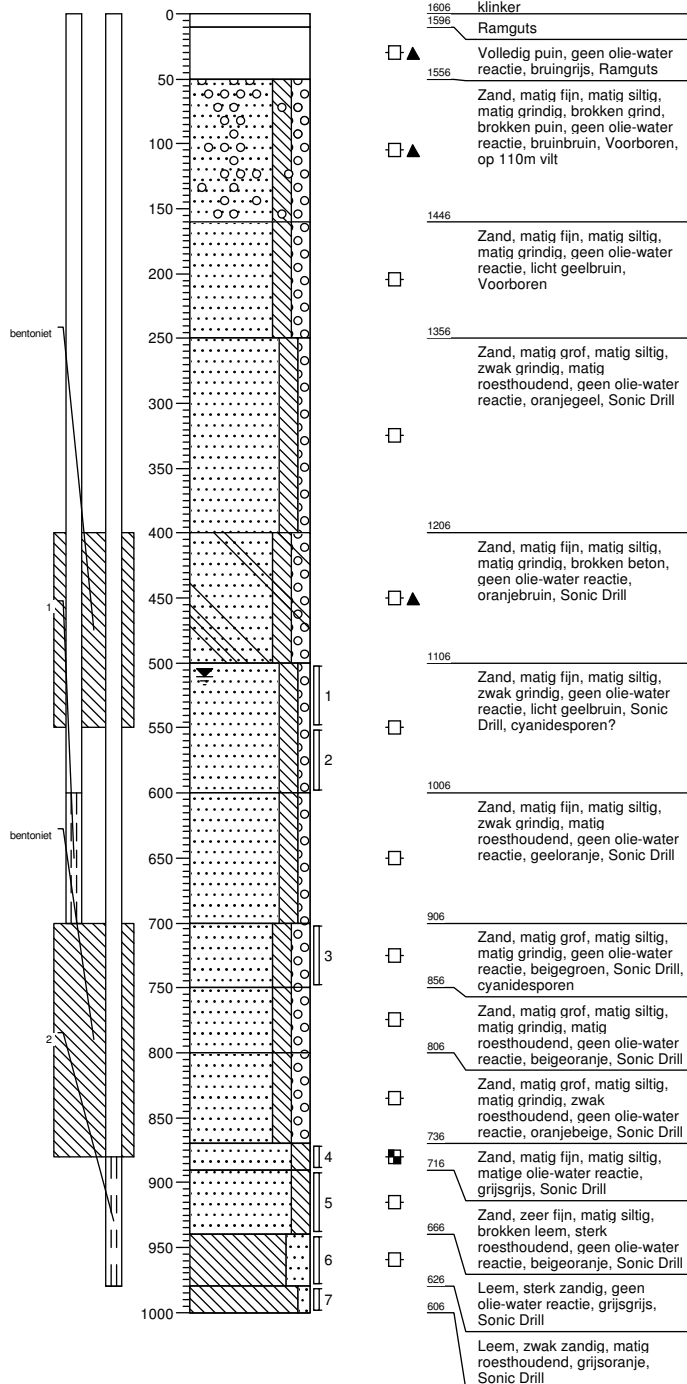 0
50
100
150
200
250
300
350
400
450
500
550
600
650
700
750
800
850
900
950
1000
bentoniet
1
bentoniet
2
1
2
3
4
5
6
7
1606
klinker
1596
Ramguts
Volledig puin, geen olie-water
reactie, bruingrijs, Ramguts
1556
Zand, matig fijn, matig siltig,
matig grindig, brokken grind,
brokken puin, geen olie-water
reactie, bruinbruin, Voorboren,
op 110m vilt
1446
Zand, matig fijn, matig siltig,
matig grindig, geen olie-water
reactie, licht geelbruin,
Voorboren
1356
Zand, matig grof, matig siltig,
zwak grindig, matig
roesthoudend, geen olie-water
reactie, oranjegeel, Sonic Drill
1206
Zand, matig fijn, matig siltig,
matig grindig, brokken beton,
geen olie-water reactie,
oranjebruin, Sonic Drill
1106
Zand, matig fijn, matig siltig,
zwak grindig, geen olie-water
reactie, licht geelbruin, Sonic
Drill, cyanidesporen?
1006
Zand, matig fijn, matig siltig,
zwak grindig, matig
roesthoudend, geen olie-water
reactie, geeloranje, Sonic Drill
906
Zand, matig grof, matig siltig,
matig grindig, geen olie-water
reactie, beigegroen, Sonic Drill,
cyanidesporen
856
Zand, matig grof, matig siltig,
matig grindig, matig
roesthoudend, geen olie-water
reactie, beigeoranje, Sonic Drill
806
Zand, matig grof, matig siltig,
matig grindig, zwak
roesthoudend, geen olie-water
reactie, oranjebeige, Sonic Drill
736
Zand, matig fijn, matig siltig,
matige olie-water reactie,
grijsgrijs, Sonic Drill
716
Zand, zeer fijn, matig siltig,
brokken leem, sterk
roesthoudend, geen olie-water
reactie, beigeoranje, Sonic Drill
666
Leem, sterk zandig, geen
olie-water reactie, grijsgrijs,
Sonic Drill
626
Leem, zwak zandig, matig
roesthoudend, grijsoranje,
Sonic Drill
606